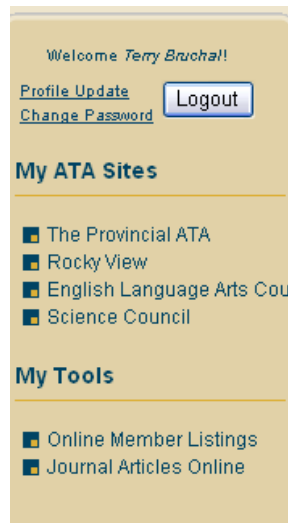 Welcome Terry Bruchal!
Profile Update
Change Password
Logout
My ATA Sites
The Provincial ATA
Rocky View
English Language Arts Cou
Science Council
My Tools
Online Member Listings
Journal Articles Online